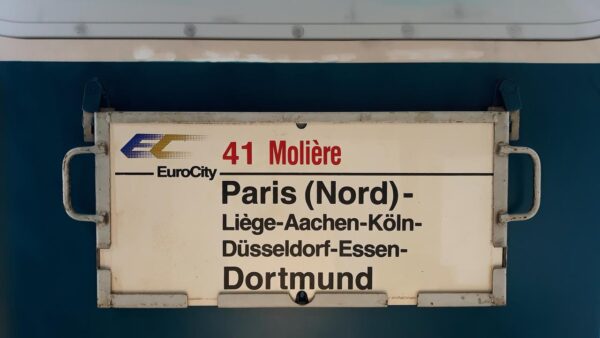 EC
EuroCity
41 Molière
Paris (Nord)-
Liège-Aachen-Köln-
Düsseldorf-Essen-
Dortmund